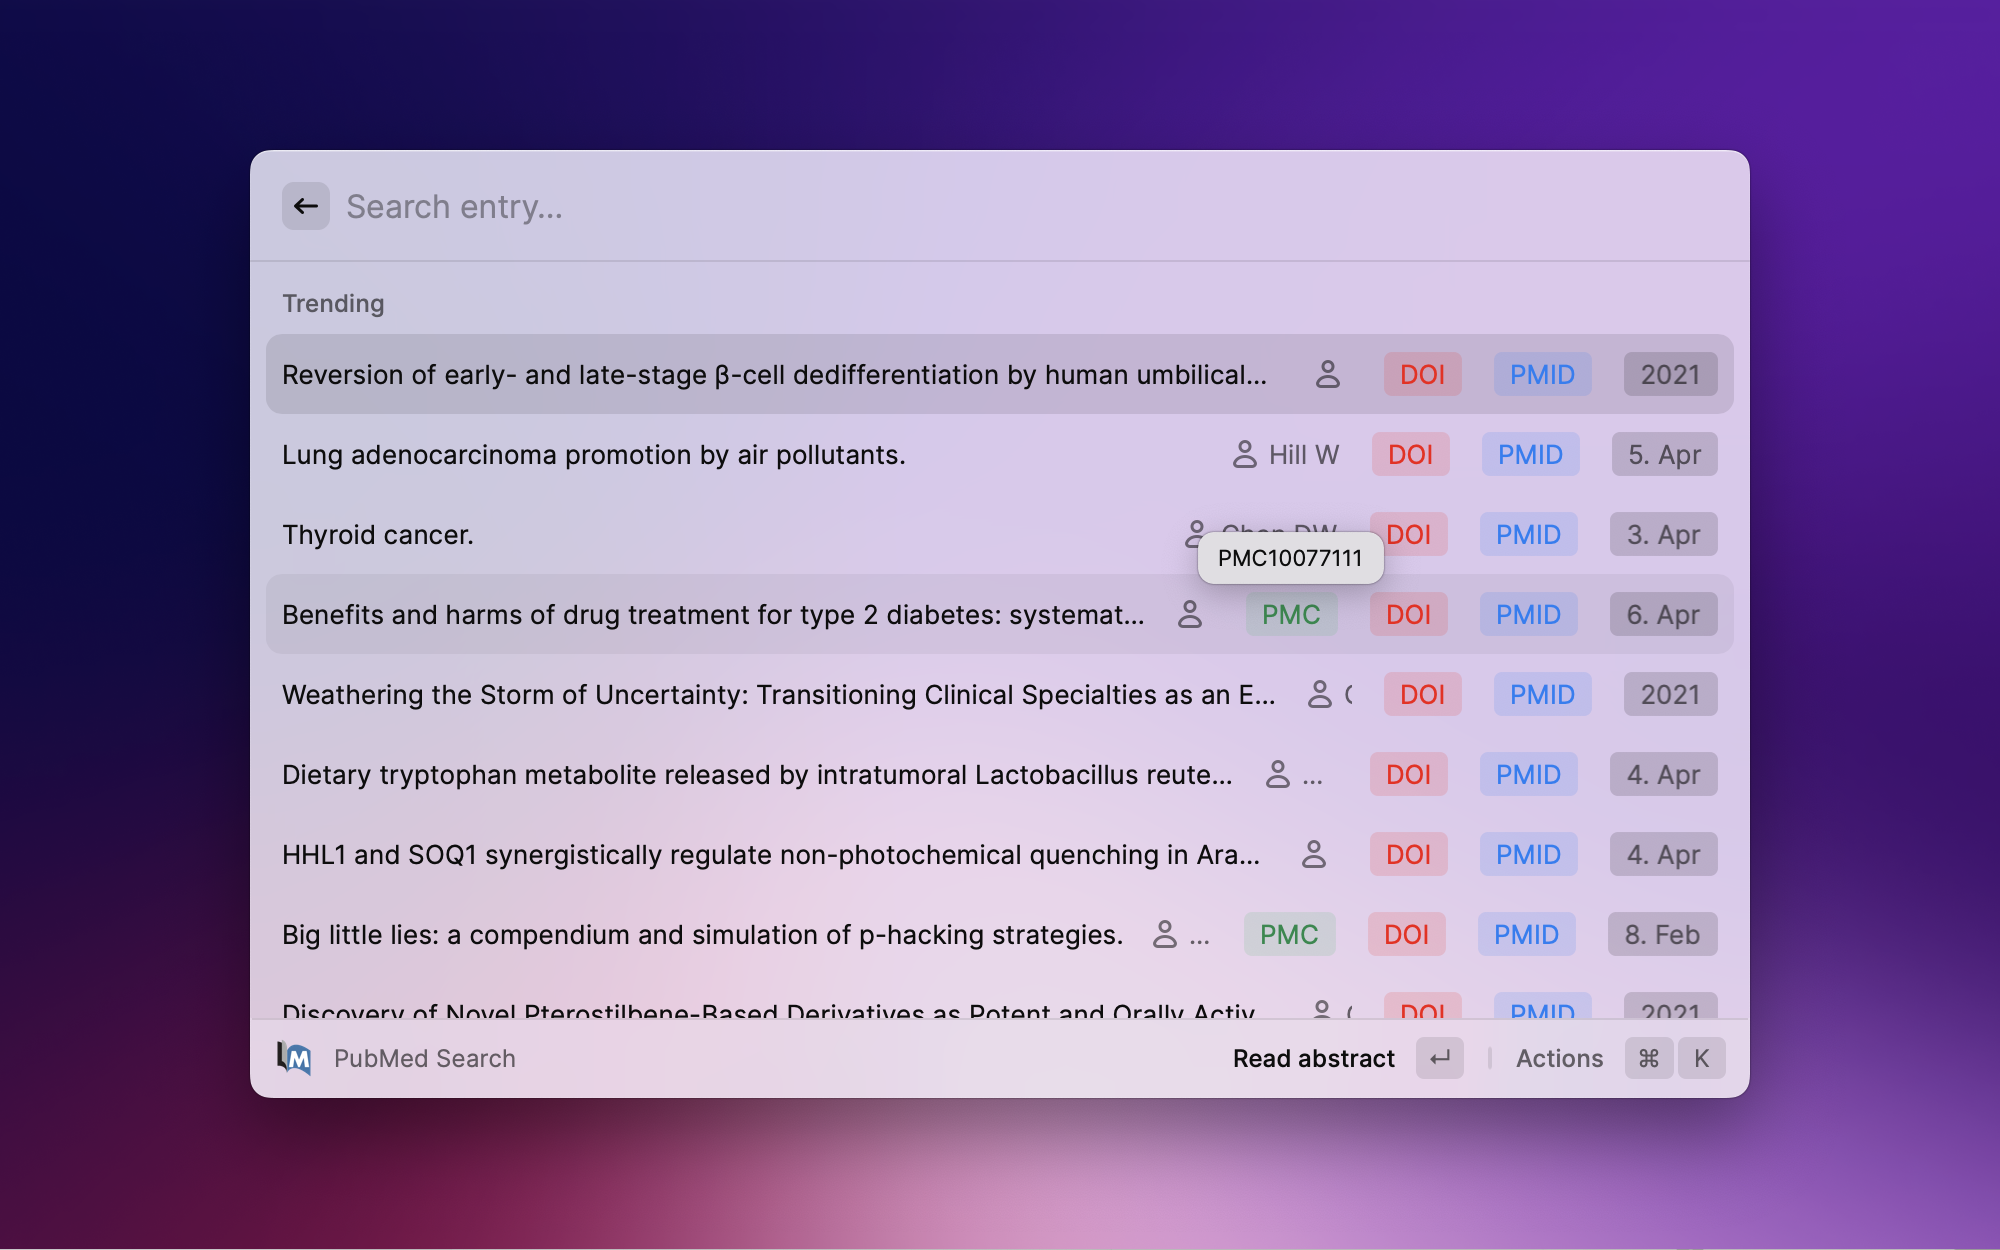 Search entry...
Trending
Reversion of early- and late-stage β-cell dedifferentiation by human umbilical... DOI PMID 2021
Lung adenocarcinoma promotion by air pollutants. Hill W DOI PMID 5. Apr
Thyroid cancer. Chen DW DOI PMID 3. Apr
PMC10077111
Benefits and harms of drug treatment for type 2 diabetes: systemat... PMC DOI PMID 6. Apr
Weathering the Storm of Uncertainty: Transitioning Clinical Specialties as an E... DOI PMID 2021
Dietary tryptophan metabolite released by intratumoral Lactobacillus reute... ... DOI PMID 4. Apr
HHL1 and SOQ1 synergistically regulate non-photochemical quenching in Ara... DOI PMID 4. Apr
Big little lies: a compendium and simulation of p-hacking strategies. ... PMC DOI PMID 8. Feb
Discovery of Novel Pterostilbene-Based Derivatives as Potent and Orally Activ DOI PMID 2021
M PubMed Search Read abstract ↵ Actions ⌘ K